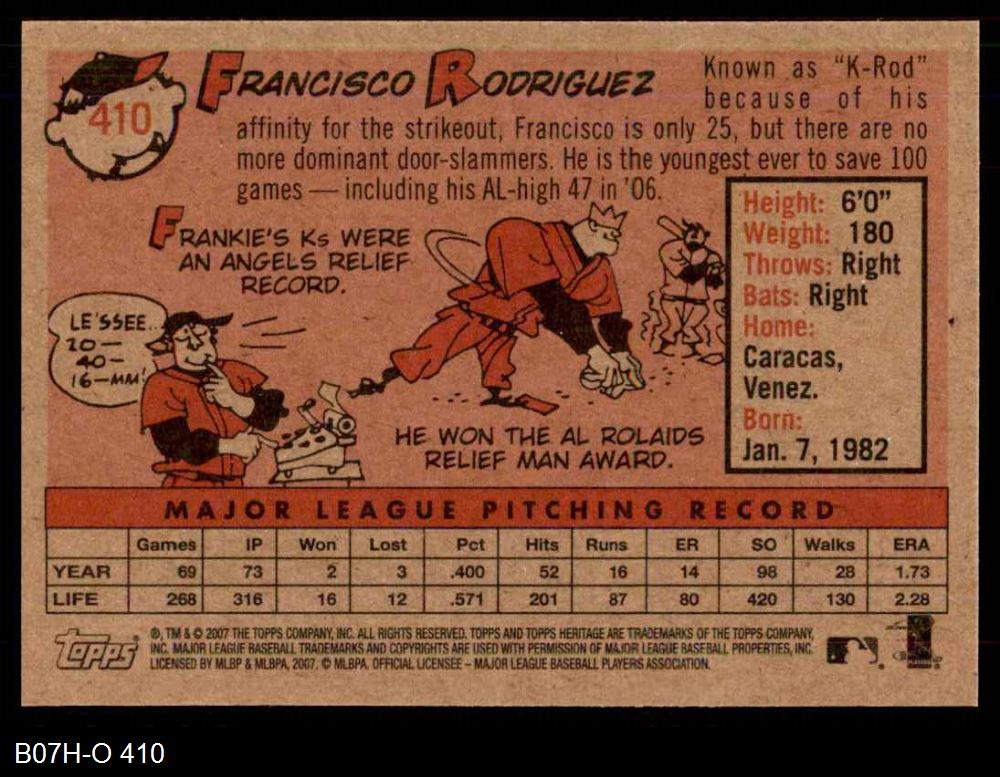 410
FRANCISCO RODRIGUEZ
Known as "K-Rod"
because of his
affinity for the strikeout, Francisco is only 25, but there are no
more dominant door-slammers. He is the youngest ever to save 100
games — including his AL-high 47 in '06.
FRANKIE'S Ks WERE
AN ANGELS RELIEF
RECORD.
LE'SSEE..
20—
40—
16—MM!
HE WON THE AL ROLAIDS
RELIEF MAN AWARD.
Height: 6'0"
Weight: 180
Throws: Right
Bats: Right
Home:
Caracas,
Venez.
Born:
Jan. 7, 1982
MAJOR LEAGUE PITCHING RECORD
Games IP Won Lost Pct Hits Runs ER SO Walks ERA
YEAR 69 73 2 3 .400 52 16 14 98 28 1.73
LIFE 268 316 16 12 .571 201 87 80 420 130 2.28
Topps
®, TM & © 2007 THE TOPPS COMPANY, INC. ALL RIGHTS RESERVED. TOPPS AND TOPPS HERITAGE ARE TRADEMARKS OF THE TOPPS COMPANY,
INC. MAJOR LEAGUE BASEBALL TRADEMARKS AND COPYRIGHTS ARE USED WITH PERMISSION OF MAJOR LEAGUE BASEBALL PROPERTIES, INC.
LICENSED BY MLBP & MLBPA, 2007. © MLBPA. OFFICIAL LICENSEE – MAJOR LEAGUE BASEBALL PLAYERS ASSOCIATION.
B07H-O 410